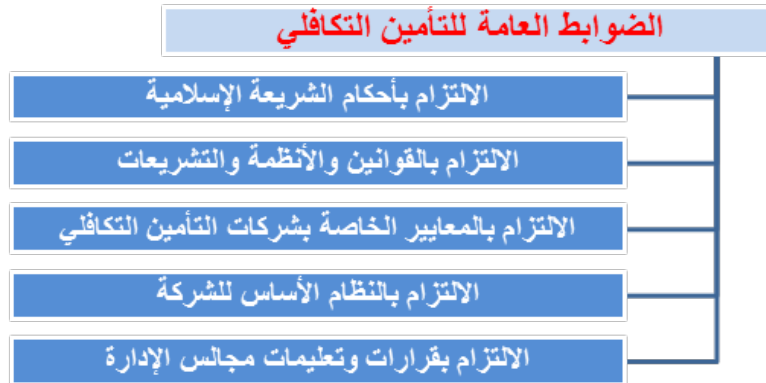 الضوابط العامة للتأمين التكافلي
الالتزام بأحكام الشريعة الإسلامية
الالتزام بالقوانين والأنظمة والتشريعات
الالتزام بالمعايير الخاصة بشركات التأمين التكافلي
الالتزام بالنظام الأساس للشركة
الالتزام بقرارات وتعليمات مجالس الإدارة